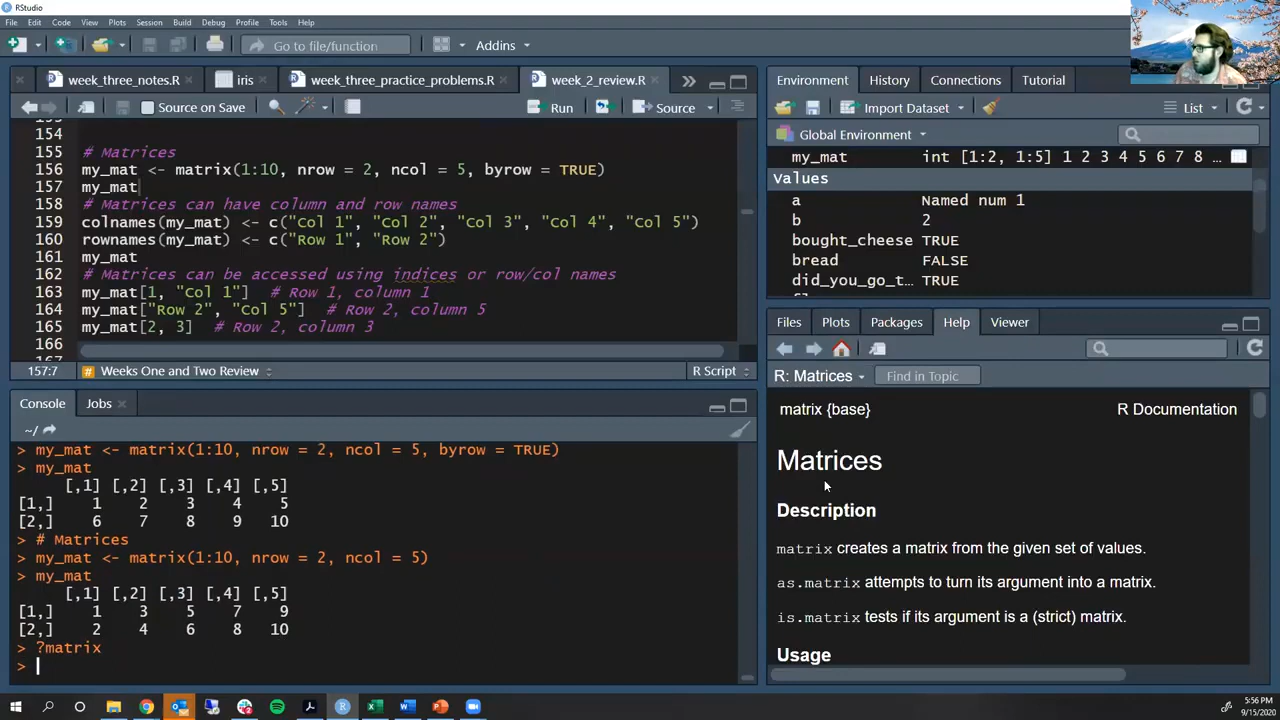 RStudio
File Edit Code View Plots Session Build Debug Profile Tools Help
Go to file/function Addins
week_three_notes.R iris week_three_practice_problems.R week_2_review.R
Source on Save Run Source
154
155 # Matrices
156 my_mat <- matrix(1:10, nrow = 2, ncol = 5, byrow = TRUE)
157 my_mat
158 # Matrices can have column and row names
159 colnames(my_mat) <- c("Col 1", "Col 2", "Col 3", "Col 4", "Col 5")
160 rownames(my_mat) <- c("Row 1", "Row 2")
161 my_mat
162 # Matrices can be accessed using indices or row/col names
163 my_mat[1, "Col 1"] # Row 1, column 1
164 my_mat["Row 2", "Col 5"] # Row 2, column 5
165 my_mat[2, 3] # Row 2, column 3
166
157:7 # Weeks One and Two Review R Script
Console Jobs
~/
> my_mat <- matrix(1:10, nrow = 2, ncol = 5, byrow = TRUE)
> my_mat
[,1] [,2] [,3] [,4] [,5]
[1,] 1 2 3 4 5
[2,] 6 7 8 9 10
> # Matrices
> my_mat <- matrix(1:10, nrow = 2, ncol = 5)
> my_mat
[,1] [,2] [,3] [,4] [,5]
[1,] 1 3 5 7 9
[2,] 2 4 6 8 10
> ?matrix
>
Environment History Connections Tutorial
Import Dataset List
Global Environment
my_mat int [1:2, 1:5] 1 2 3 4 5 6 7 8 ...
Values
a Named num 1
b 2
bought_cheese TRUE
bread FALSE
did_you_go_t... TRUE
Files Plots Packages Help Viewer
R: Matrices Find in Topic
matrix {base} R Documentation
Matrices
Description
matrix creates a matrix from the given set of values.
as.matrix attempts to turn its argument into a matrix.
is.matrix tests if its argument is a (strict) matrix.
Usage
5:56 PM
9/15/2020